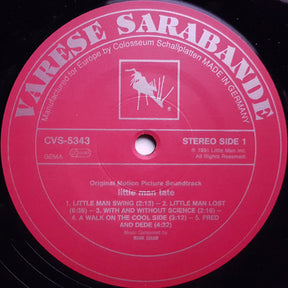 VARESE SARABANDE
Manufactured for Europe by Colosseum Schallplatten MADE IN GERMANY
CVS-5343
STEREO SIDE 1
GEMA
℗ 1991 Little Man Inc.
All Rights Reserved
Original Motion Picture Soundtrack
little man tate
1. LITTLE MAN SWING (2:13) – 2. LITTLE MAN LOST
(6:35) – 3. WITH AND WITHOUT SCIENCE (2:16) –
4. A WALK ON THE COOL SIDE (3:12) – 5. FRED
AND DEDE (4:32)
Music Composed by
MARK ISHAM